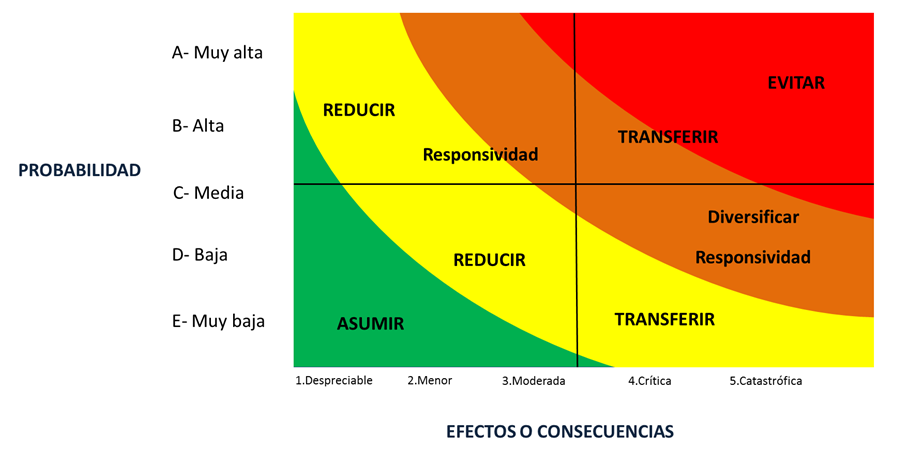 A- Muy alta
EVITAR
REDUCIR
B- Alta
TRANSFERIR
Responsividad
PROBABILIDAD
C- Media
Diversificar
D- Baja
REDUCIR
Responsividad
E- Muy baja
ASUMIR
TRANSFERIR
1.Despreciable
2.Menor
3.Moderada
4.Crítica
5.Catastrófica
EFECTOS O CONSECUENCIAS